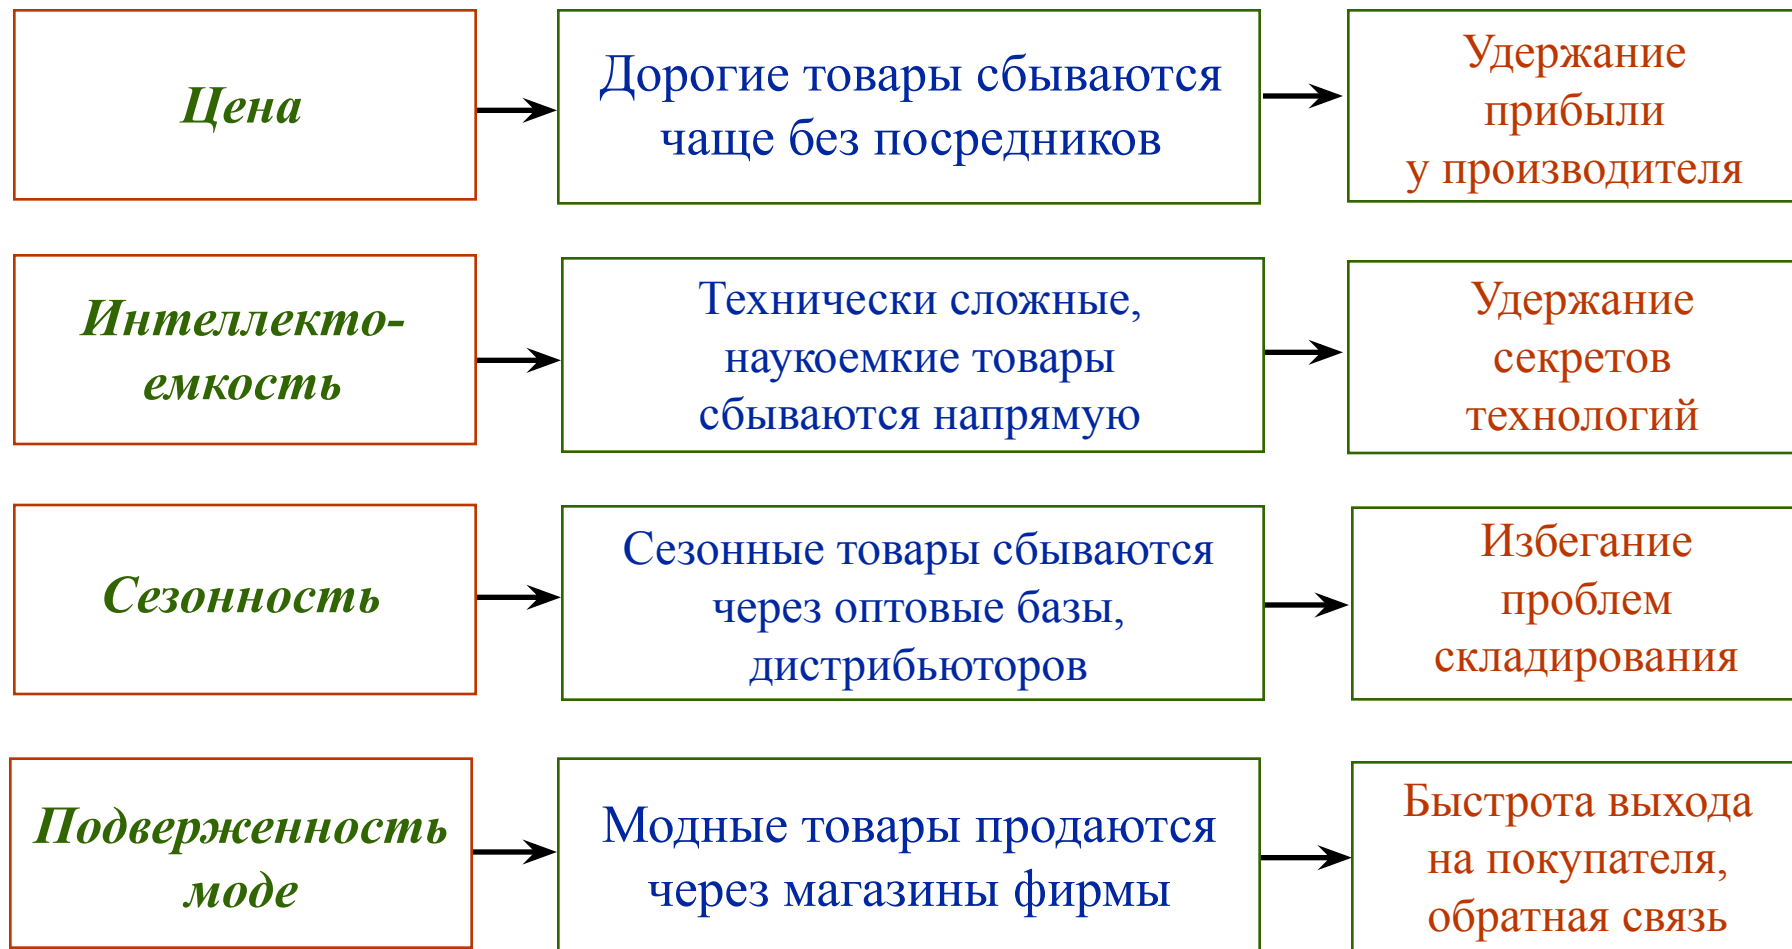 Цена
Дорогие товары сбываются
чаще без посредников
Удержание
прибыли
у производителя
Интеллекто-
емкость
Технически сложные,
наукоемкие товары
сбываются напрямую
Удержание
секретов
технологий
Сезонность
Сезонные товары сбываются
через оптовые базы,
дистрибьюторов
Избегание
проблем
складирования
Подверженность
моде
Модные товары продаются
через магазины фирмы
Быстрота выхода
на покупателя,
обратная связь